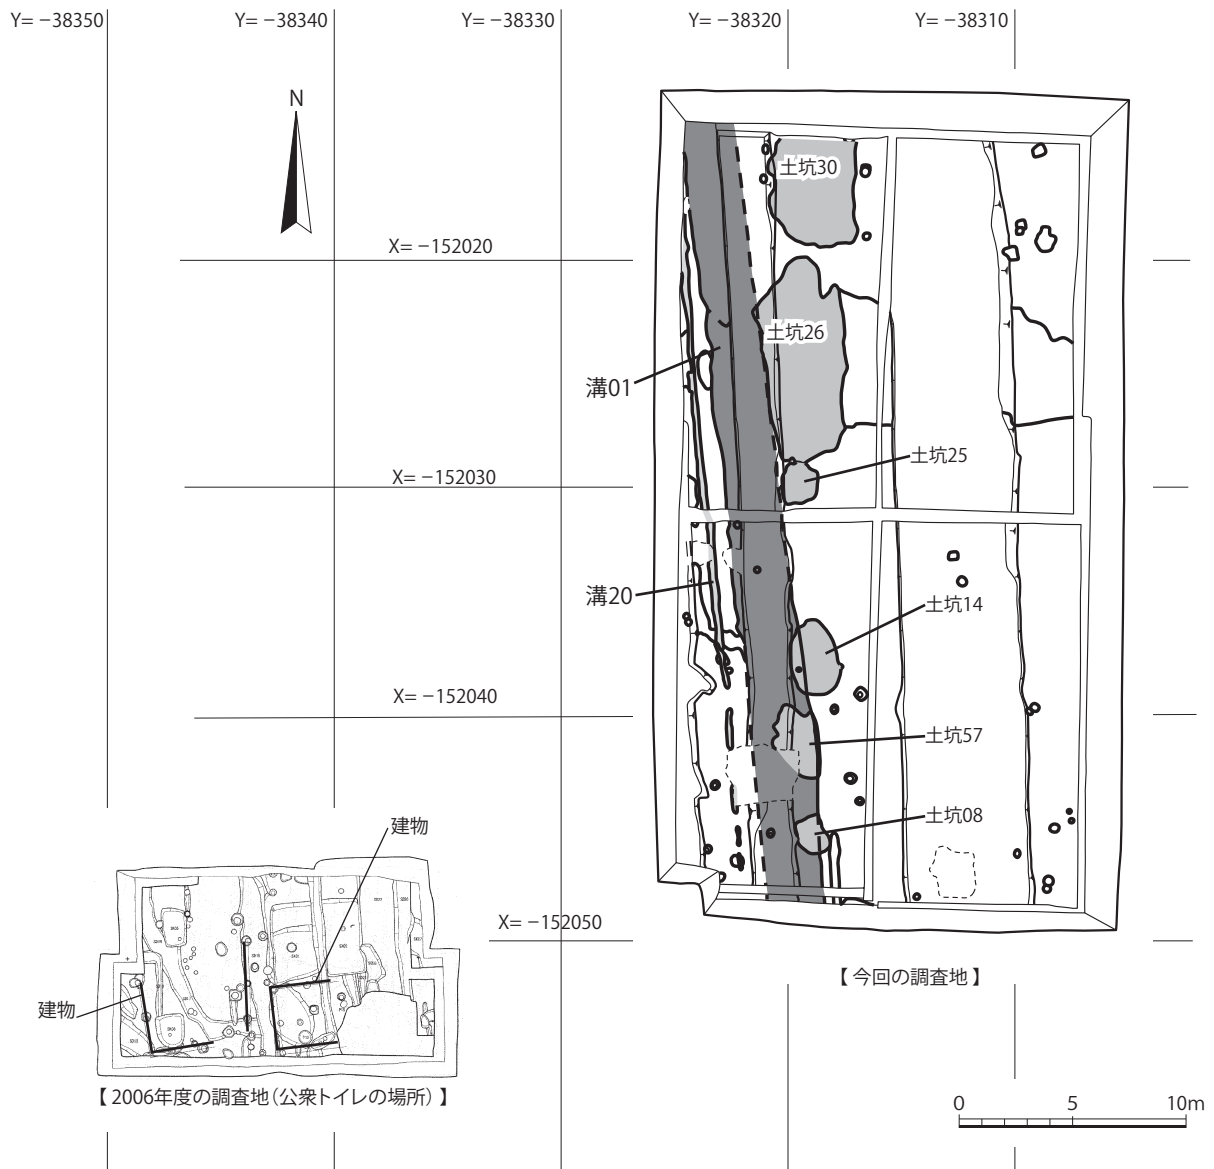 Y= −38350
Y= −38340
Y= −38330
Y= −38320
Y= −38310
N
土坑30
X= −152020
土坑26
溝01
土坑25
X= −152030
溝20
土坑14
X= −152040
土坑57
土坑08
建物
X= −152050
【 今回の調査地 】
建物
【 2006年度の調査地（公衆トイレの場所） 】
0 5 10m